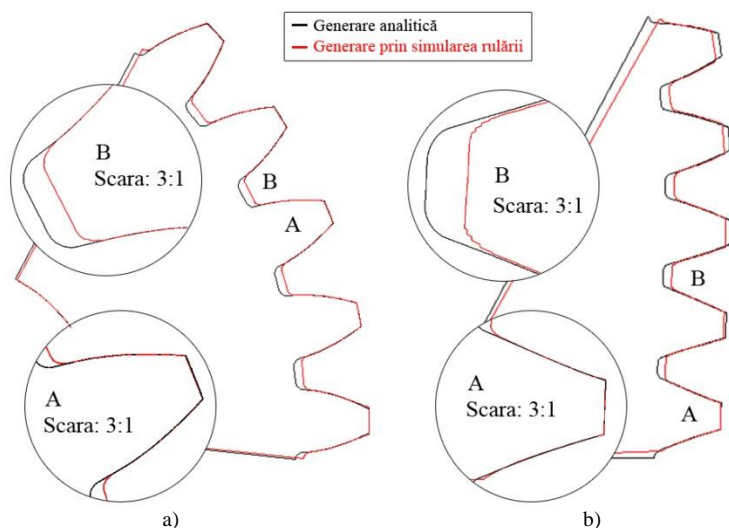 Generare analitică
Generare prin simularea rulării
B
Scara: 3:1
B
A
A
Scara: 3:1
a)
B
Scara: 3:1
B
A
Scara: 3:1
A
b)